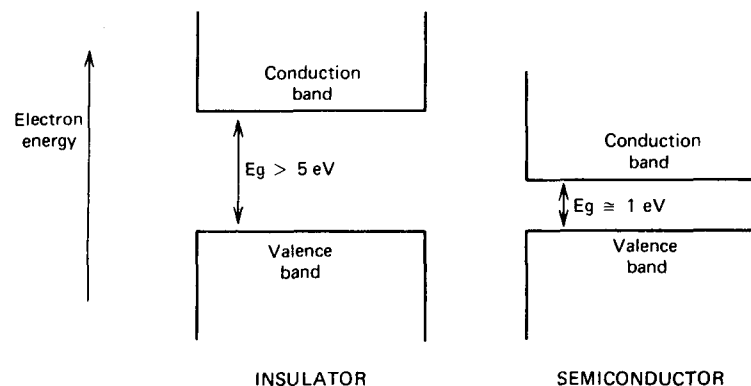 Electron
energy
Conduction
band
Eg > 5 eV
Valence
band
INSULATOR
Conduction
band
Eg ≅ 1 eV
Valence
band
SEMICONDUCTOR